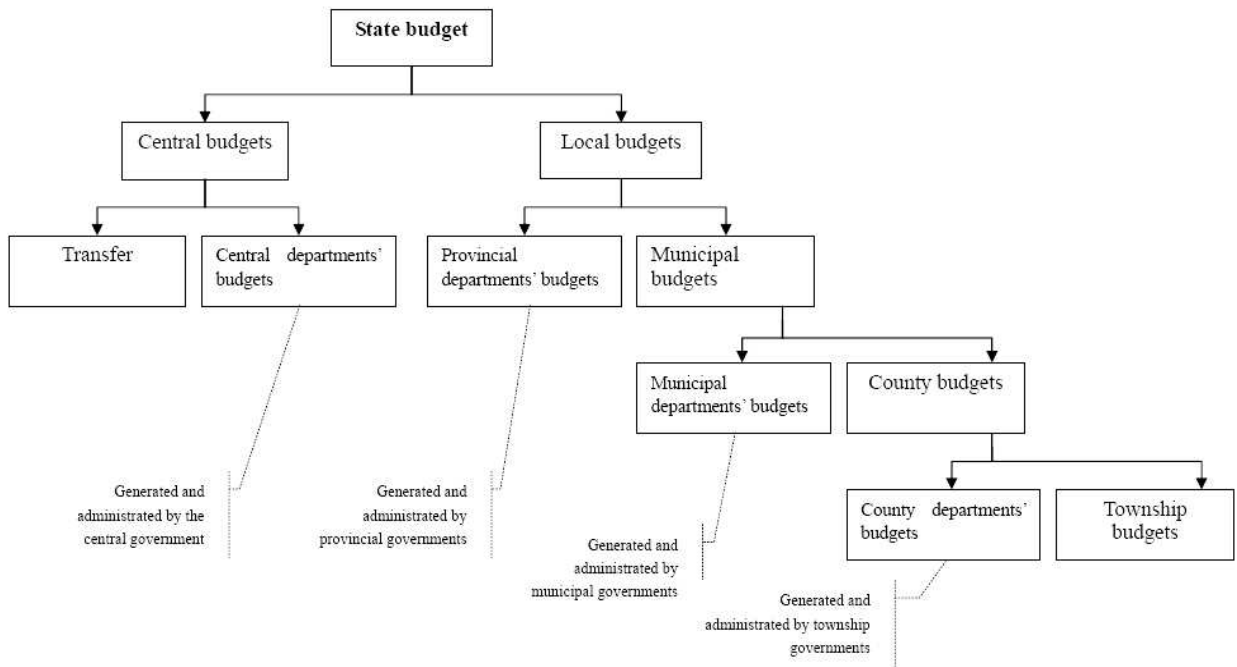 State budget
Central budgets
Local budgets
Transfer
Central departments’
budgets
Provincial
departments’ budgets
Municipal
budgets
Municipal
departments’ budgets
County budgets
Generated and
administrated by the
central government
Generated and
administrated by
provincial governments
Generated and
administrated by
municipal governments
County departments’
budgets
Township
budgets
Generated and
administrated by township
governments